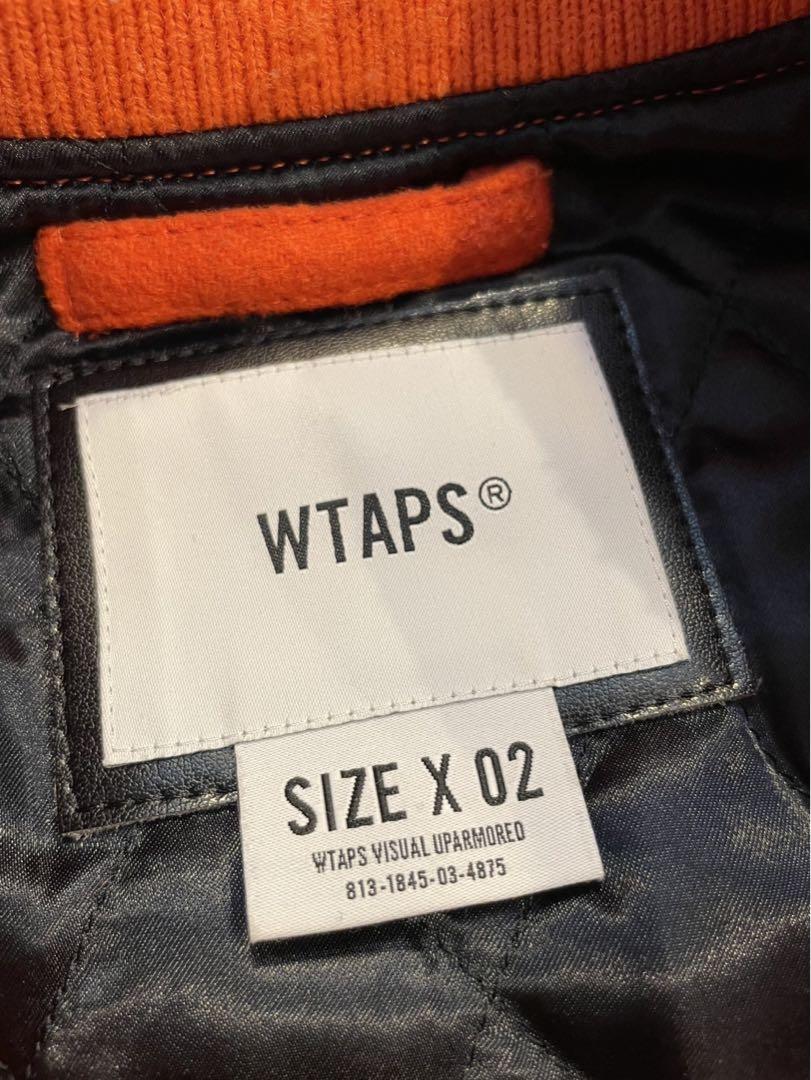 WTAPS®
SIZE X 02
WTAPS VISUAL UPARMORED
813-1845-03-4875